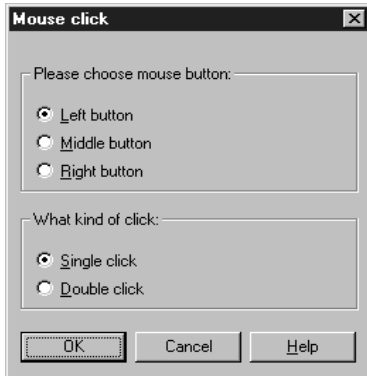 Mouse click
Please choose mouse button:
Left button
Middle button
Right button
What kind of click:
Single click
Double click
OK Cancel Help